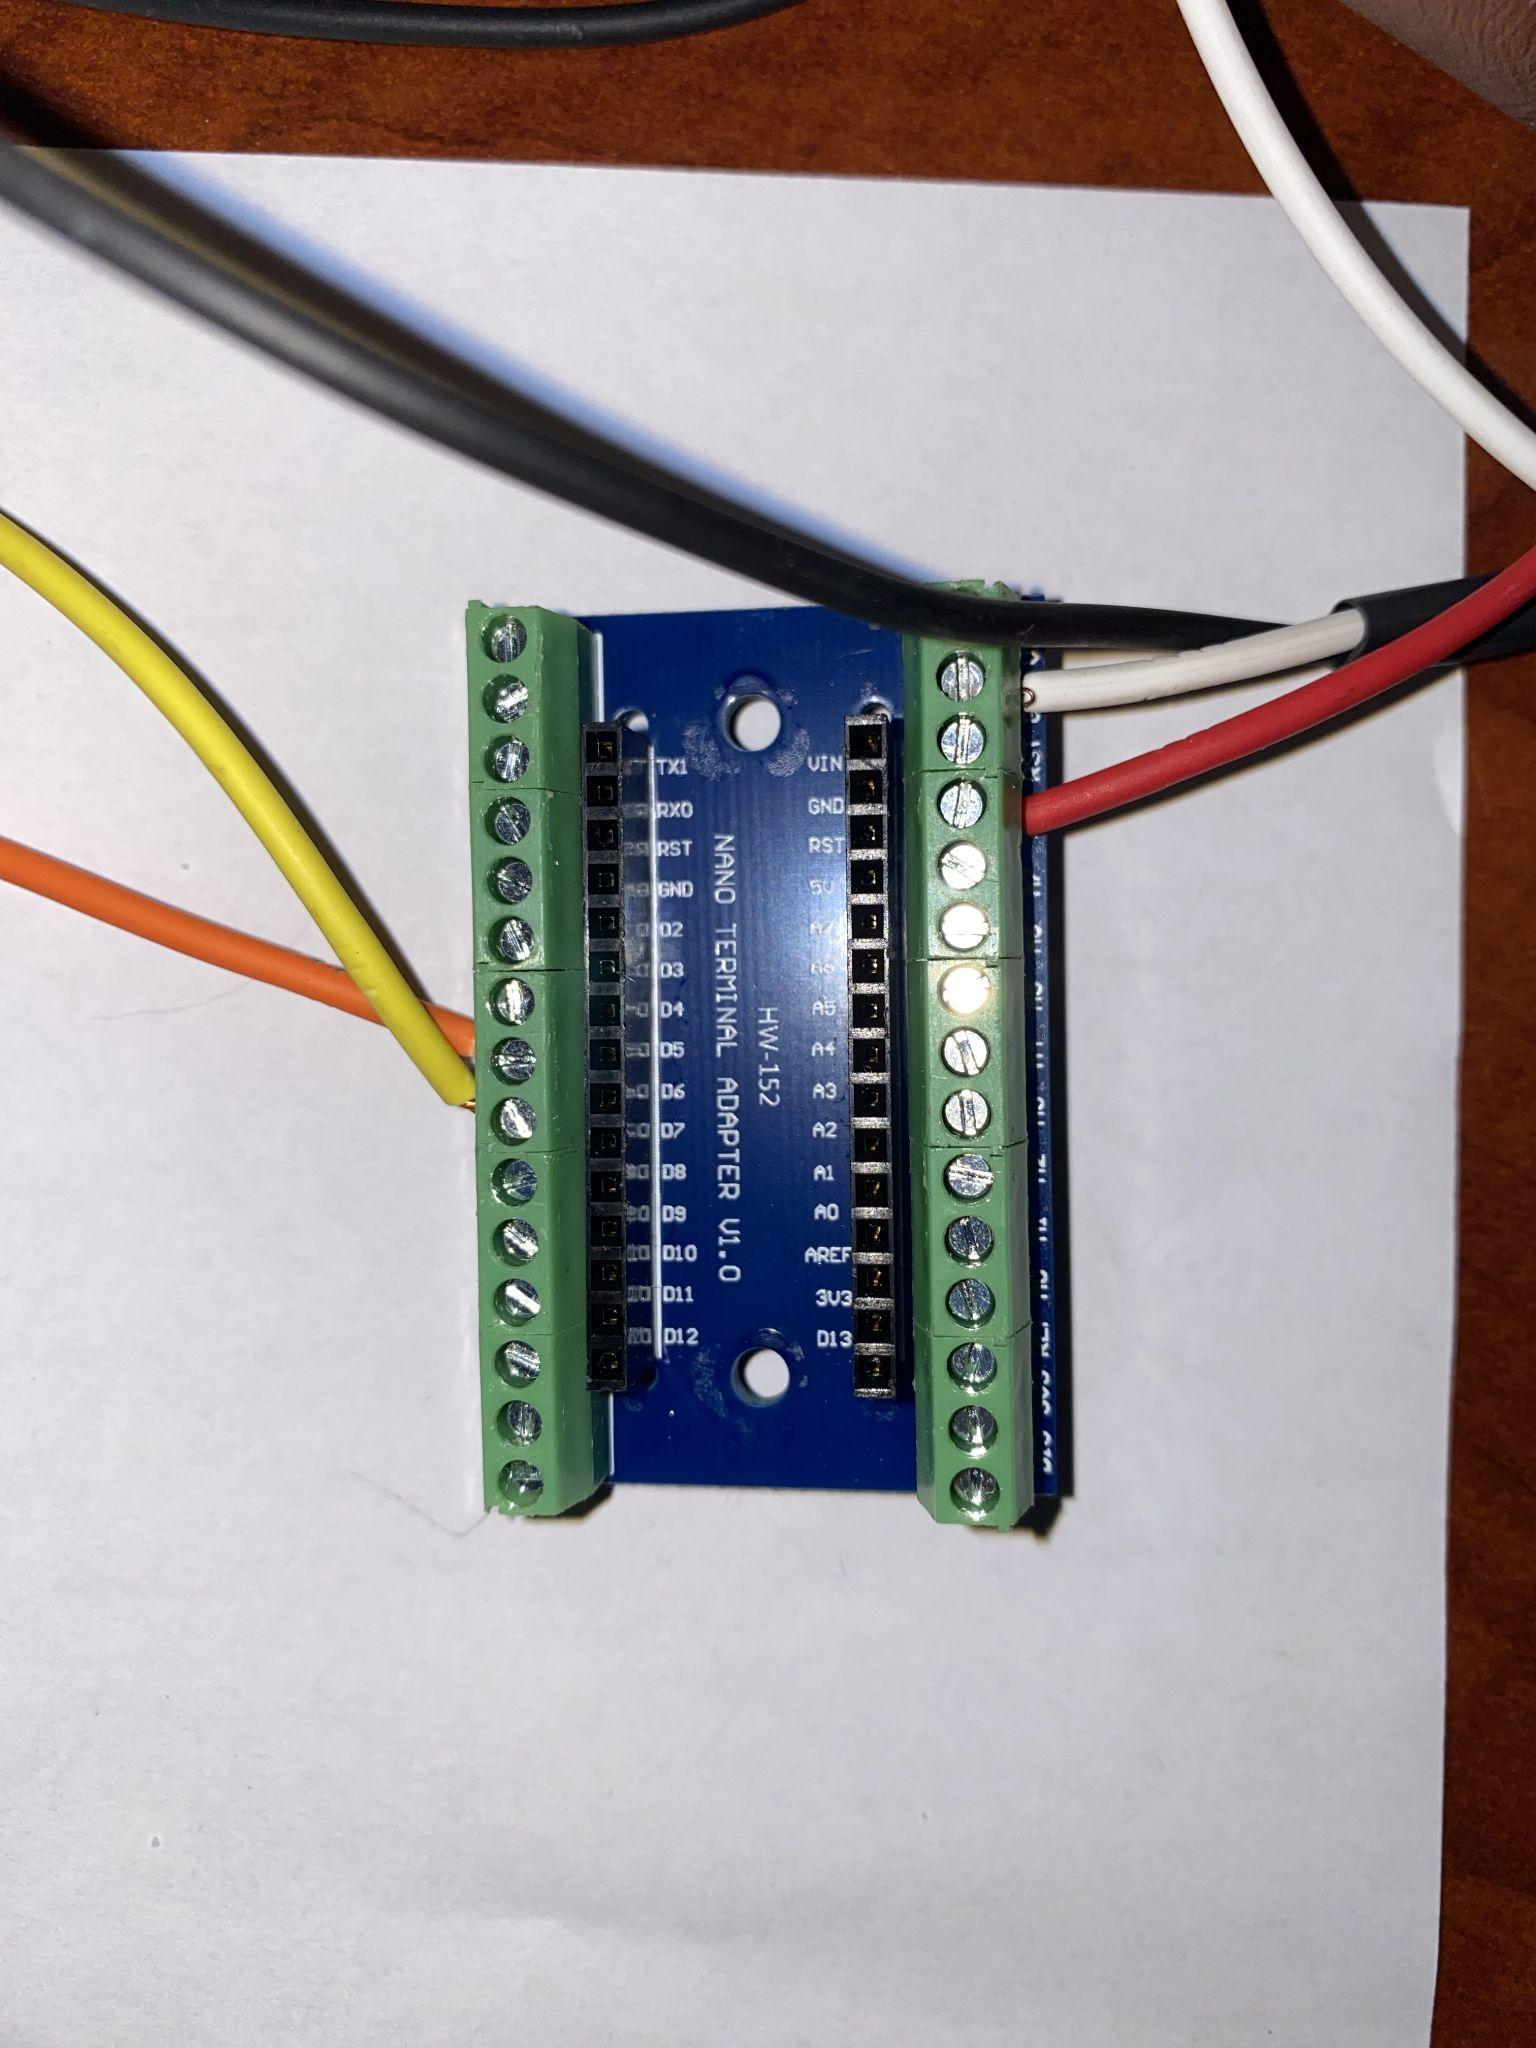 TX1
RX0
RST
GND
D2
D3
D4
D5
D6
D7
D8
D9
D10
D11
D12
NANO TERMINAL ADAPTER V1.0
HW-152
VIN
GND
RST
5V
A7
A6
A5
A4
A3
A2
A1
A0
AREF
3V3
D13